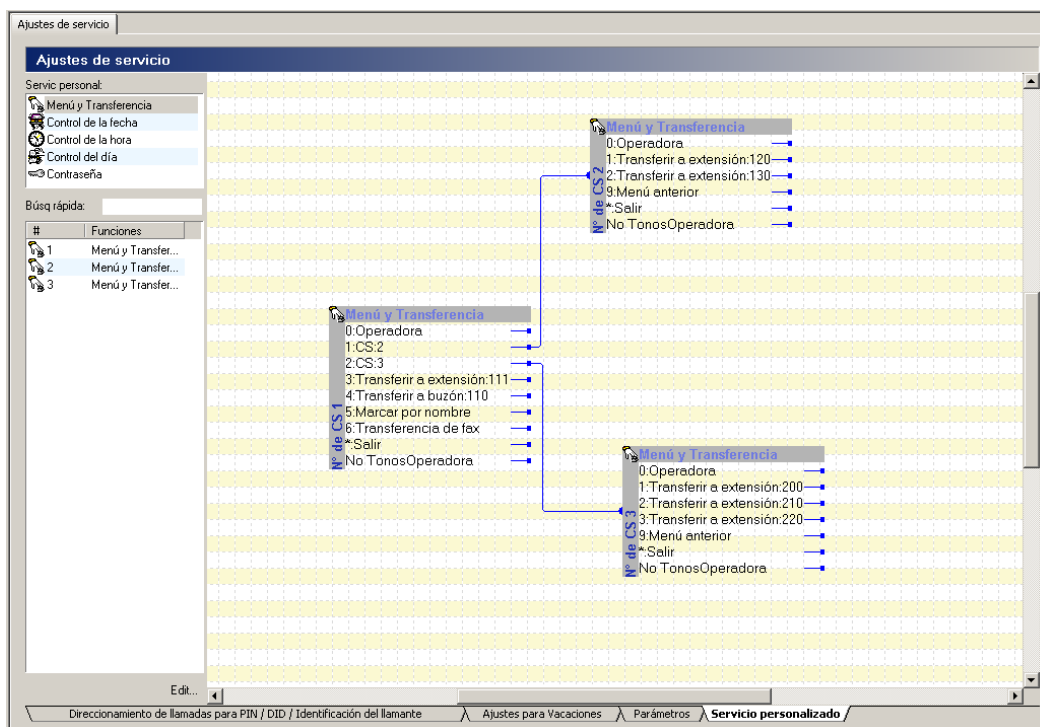 Ajustes de servicio
Ajustes de servicio
Servic personal:
Menú y Transferencia
Control de la fecha
Control de la hora
Control del día
Contraseña
Búsq rápida:
# Funciones
1 Menú y Transfer...
2 Menú y Transfer...
3 Menú y Transfer...
Edit...
Menú y Transferencia
N° de CS 2
0:Operadora
1:Transferir a extensión:120
2:Transferir a extensión:130
9:Menú anterior
*:Salir
No TonosOperadora
Menú y Transferencia
N° de CS 1
0:Operadora
1:CS:2
2:CS:3
3:Transferir a extensión:111
4:Transferir a buzón:110
5:Marcar por nombre
6:Transferencia de fax
*:Salir
No TonosOperadora
Menú y Transferencia
N° de CS 3
0:Operadora
1:Transferir a extensión:200
2:Transferir a extensión:210
3:Transferir a extensión:220
9:Menú anterior
*:Salir
No TonosOperadora
Direccionamiento de llamadas para PIN / DID / Identificación del llamante Ajustes para Vacaciones Parámetros Servicio personalizado